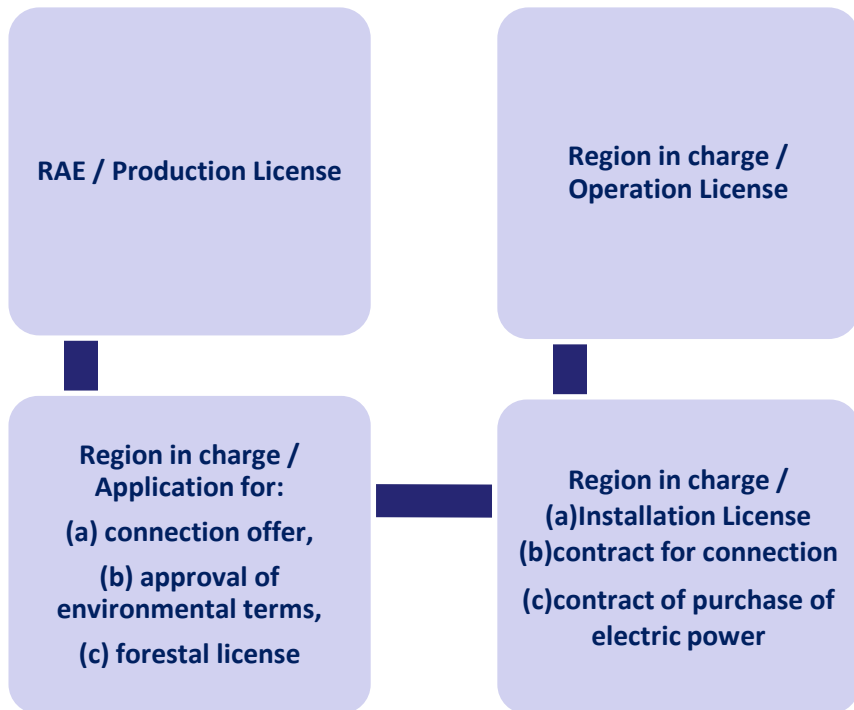 RAE / Production License
Region in charge /
Application for:
(a) connection offer,
(b) approval of
environmental terms,
(c) forestal license
Region in charge /
(a)Installation License
(b)contract for connection
(c)contract of purchase of
electric power
Region in charge /
Operation License